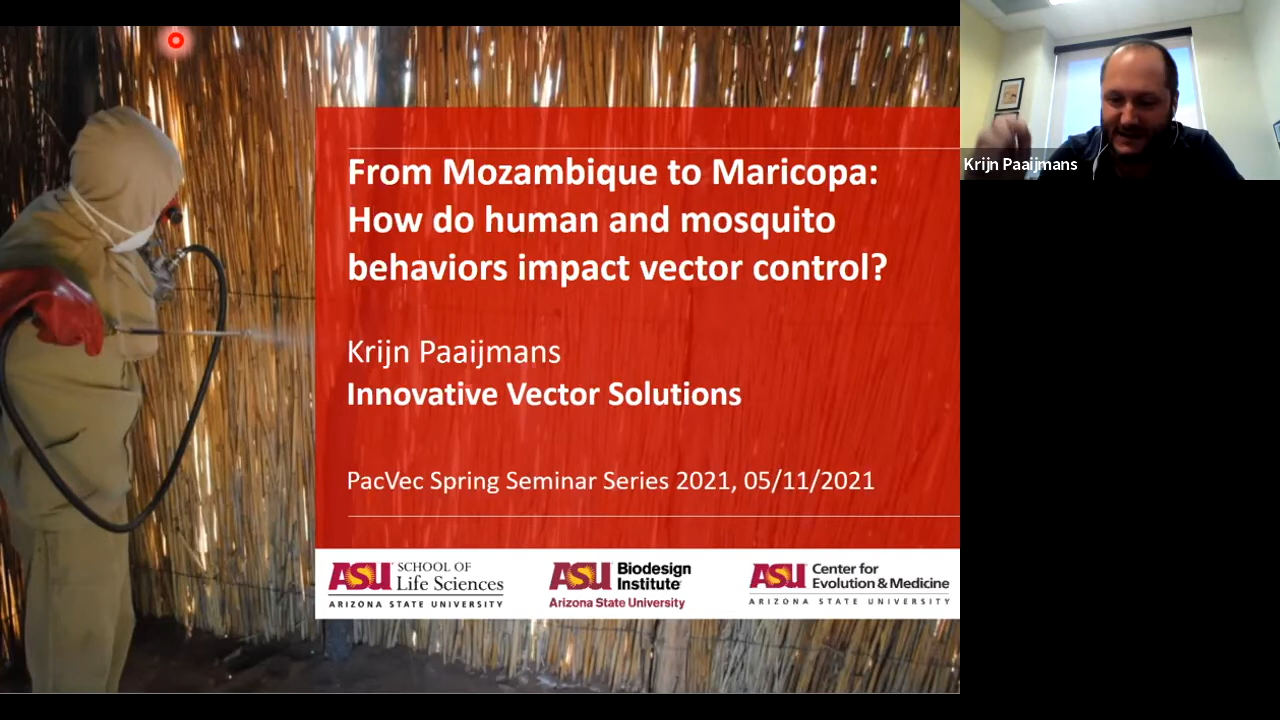 From Mozambique to Maricopa:
How do human and mosquito
behaviors impact vector control?
Krijn Paaijmans
Innovative Vector Solutions
PacVec Spring Seminar Series 2021, 05/11/2021
ASU SCHOOL OF
Life Sciences
ARIZONA STATE UNIVERSITY
ASU Biodesign
Institute
Arizona State University
ASU Center for
Evolution & Medicine
ARIZONA STATE UNIVERSITY
Krijn Paaijmans